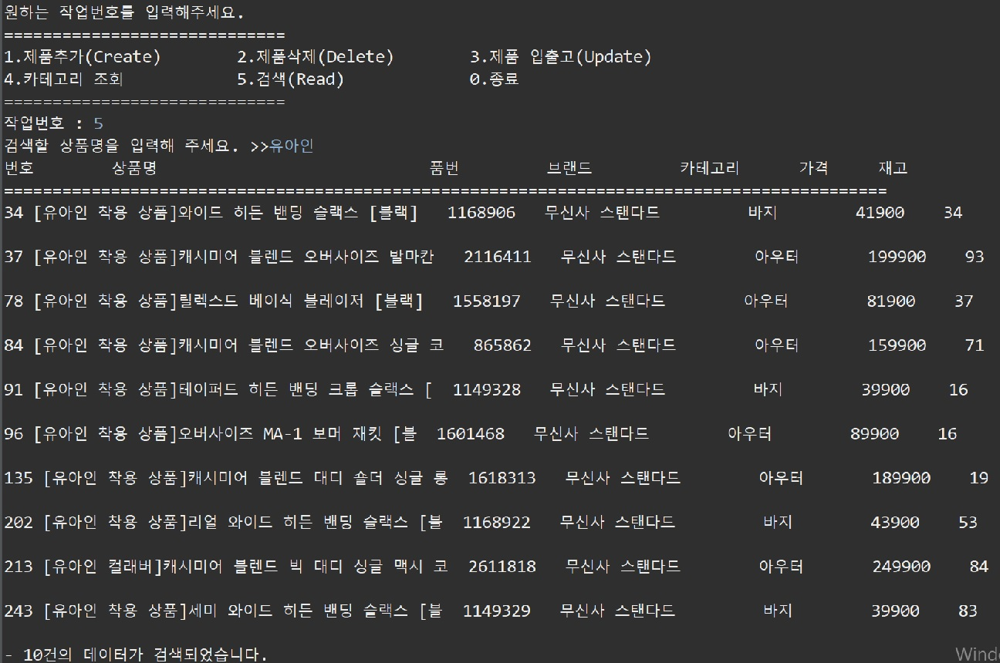 원하는 작업번호를 입력해주세요.
=============================
1.제품추가(Create) 2.제품삭제(Delete) 3.제품 입출고(Update)
4.카테고리 조회 5.검색(Read) 0.종료
=============================
작업번호 : 5
검색할 상품명을 입력해 주세요. >>유아인
번호 상품명 품번 브랜드 카테고리 가격 재고
===========================================================================================
34 [유아인 착용 상품]와이드 히든 밴딩 슬랙스 [블랙] 1168906 무신사 스탠다드 바지 41900 34
37 [유아인 착용 상품]캐시미어 블렌드 오버사이즈 발마칸 2116411 무신사 스탠다드 아우터 199900 93
78 [유아인 착용 상품]릴렉스드 베이식 블레이저 [블랙] 1558197 무신사 스탠다드 아우터 81900 37
84 [유아인 착용 상품]캐시미어 블렌드 오버사이즈 싱글 코 865862 무신사 스탠다드 아우터 159900 71
91 [유아인 착용 상품]테이퍼드 히든 밴딩 크롭 슬랙스 [ 1149328 무신사 스탠다드 바지 39900 16
96 [유아인 착용 상품]오버사이즈 MA-1 보머 재킷 [블 1601468 무신사 스탠다드 아우터 89900 16
135 [유아인 착용 상품]캐시미어 블렌드 대디 숄더 싱글 롱 1618313 무신사 스탠다드 아우터 189900 19
202 [유아인 착용 상품]리얼 와이드 히든 밴딩 슬랙스 [블 1168922 무신사 스탠다드 바지 43900 53
213 [유아인 컬래버]캐시미어 블렌드 빅 대디 싱글 맥시 코 2611818 무신사 스탠다드 아우터 249900 84
243 [유아인 착용 상품]세미 와이드 히든 밴딩 슬랙스 [블 1149329 무신사 스탠다드 바지 39900 83
- 10건의 데이터가 검색되었습니다.